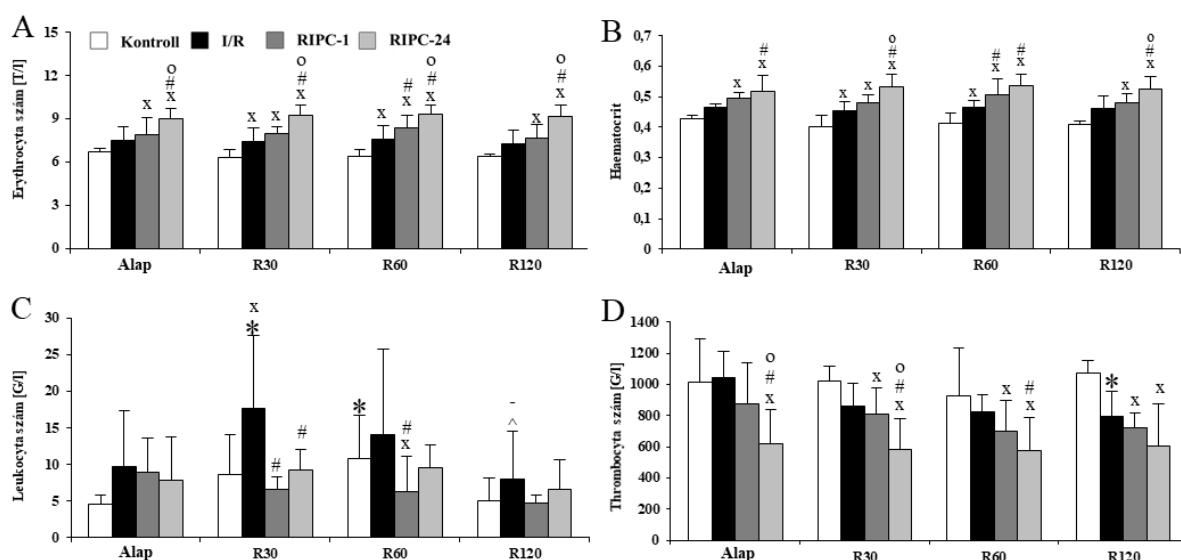 A
Erythrocyta szám [T/l]
15
12
9
6
3
0
Kontroll I/R RIPC-1 RIPC-24
x
o
#
x
x
x
o
#
x
x
#
x
o
#
x
x
o
#
x
Alap R30 R60 R120
B
Haematocrit
0,7
0,6
0,5
0,4
0,3
0,2
0,1
0
x
#
x
x
x
o
#
x
x
#
x
#
x
x
o
#
x
Alap R30 R60 R120
C
Leukocyta szám [G/l]
30
25
20
15
10
5
0
x
*
#
#
*
#
x
-
^
Alap R30 R60 R120
D
Thrombocyta szám [G/l]
1400
1200
1000
800
600
400
200
0
o
#
x
x
o
#
x
x
#
x
*
x
x
Alap R30 R60 R120